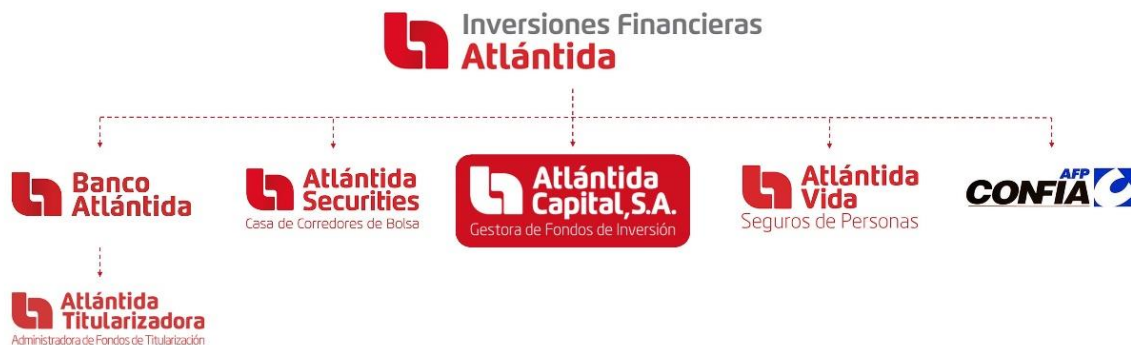 Inversiones Financieras
Atlántida
Banco
Atlántida
Atlántida
Securities
Casa de Corredores de Bolsa
Atlántida
Capital, S.A.
Gestora de Fondos de Inversión
Atlántida
Vida
Seguros de Personas
AFP
CONFÍA
Atlántida
Titularizadora
Administradora de Fondos de Titularización